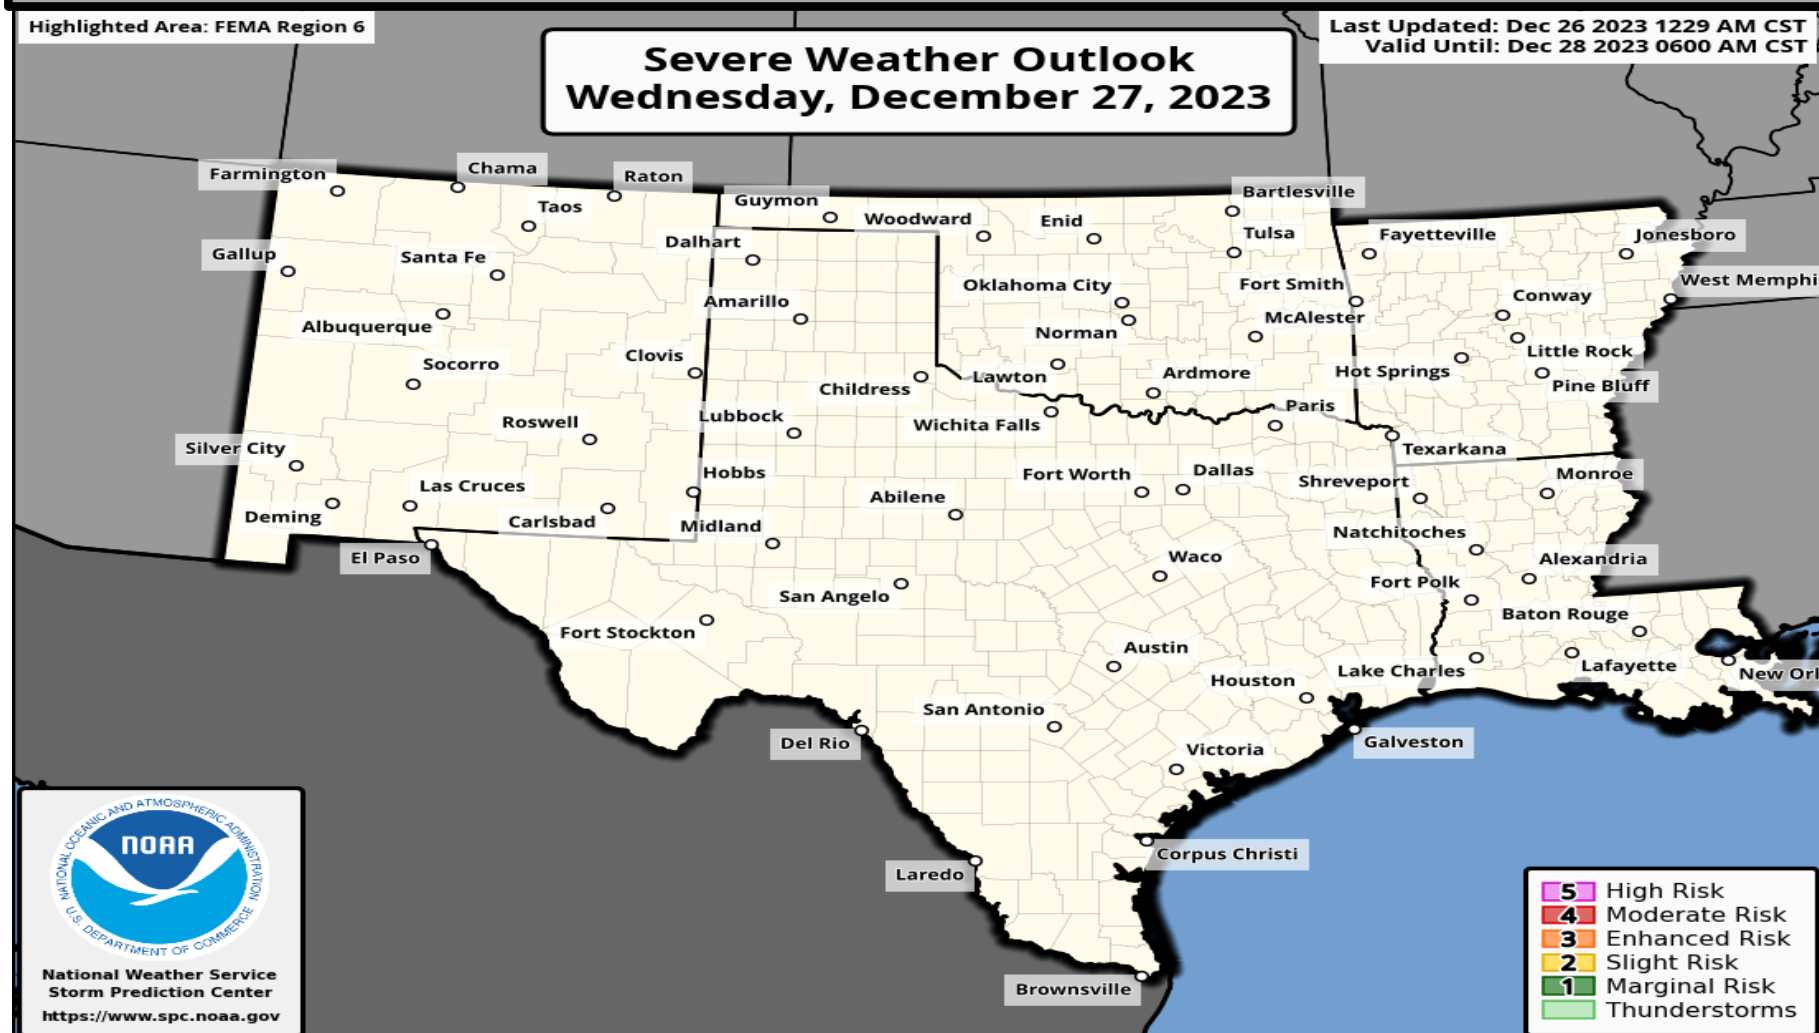 Highlighted Area: FEMA Region 6
Last Updated: Dec 26 2023 1229 AM CST
Valid Until: Dec 28 2023 0600 AM CST
Severe Weather Outlook
Wednesday, December 27, 2023
Farmington
Chama
Raton
Taos
Guymon
Woodward
Enid
Bartlesville
Gallup
Santa Fe
Dalhart
Tulsa
Fayetteville
Jonesboro
Albuquerque
Amarillo
Oklahoma City
Fort Smith
Conway
West Memphi
Norman
McAlester
Socorro
Clovis
Childress
Lawton
Ardmore
Hot Springs
Little Rock
Pine Bluff
Roswell
Lubbock
Wichita Falls
Paris
Silver City
Texarkana
Las Cruces
Hobbs
Abilene
Fort Worth
Dallas
Shreveport
Monroe
Deming
Carlsbad
Midland
Natchitoches
El Paso
Waco
Alexandria
San Angelo
Fort Polk
Fort Stockton
Baton Rouge
Austin
Houston
Lake Charles
Lafayette
New Orl
San Antonio
Del Rio
Victoria
Galveston
Laredo
Corpus Christi
Brownsville
NATIONAL OCEANIC AND ATMOSPHERIC ADMINISTRATION
NOAA
U.S. DEPARTMENT OF COMMERCE
National Weather Service
Storm Prediction Center
https://www.spc.noaa.gov
5 High Risk
4 Moderate Risk
3 Enhanced Risk
2 Slight Risk
1 Marginal Risk
Thunderstorms